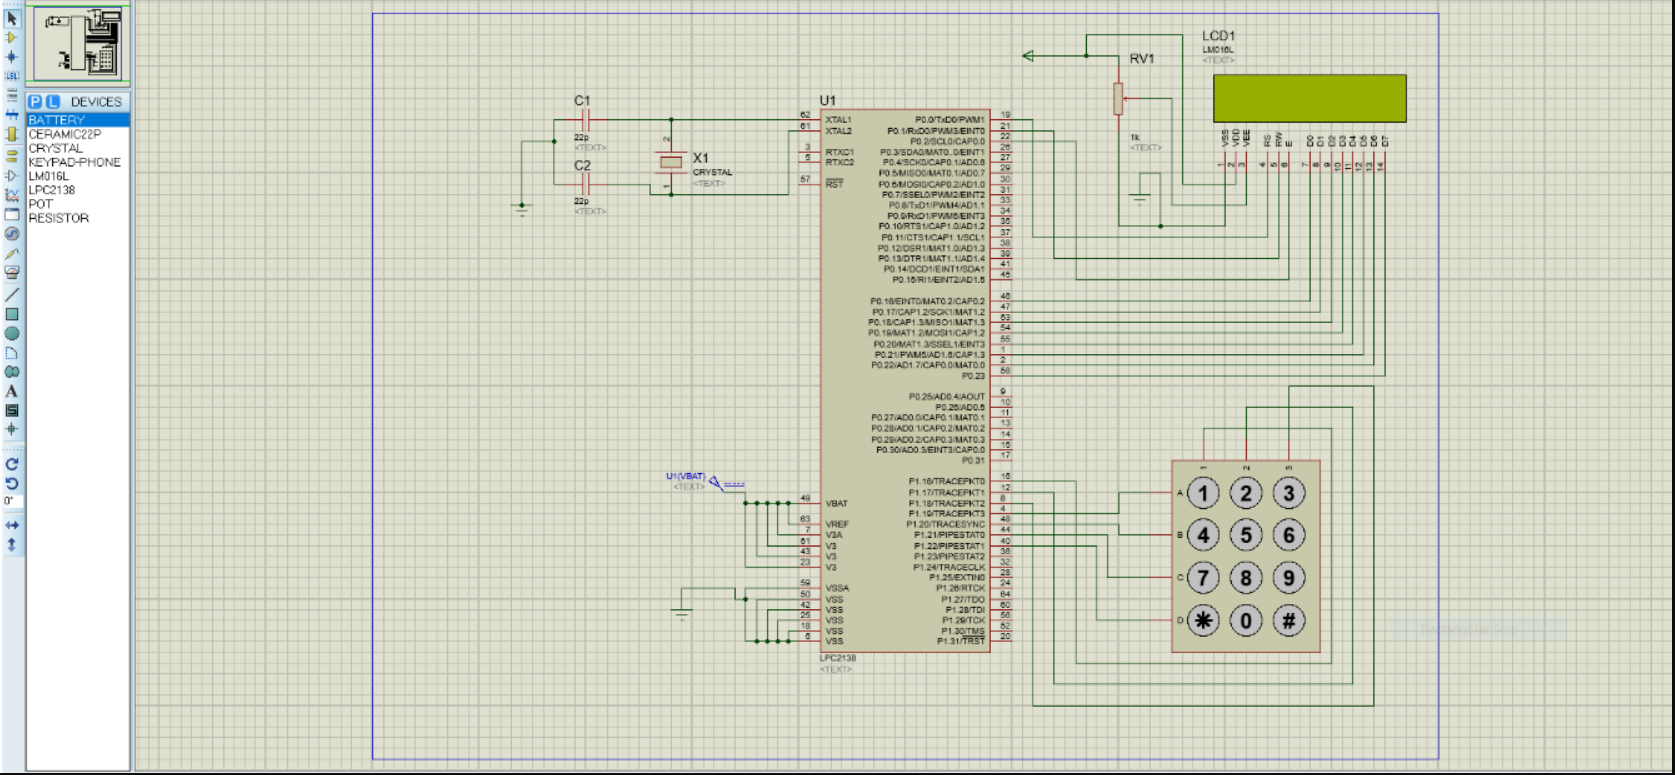 P L DEVICES
BATTERY
CERAMIC22P
CRYSTAL
KEYPAD-PHONE
LM016L
LPC2138
POT
RESISTOR
A
0°
C1
22p
<TEXT>
C2
22p
<TEXT>
X1
CRYSTAL
<TEXT>
2
1
U1
62 XTAL1
61 XTAL2
3 RTXC1
5 RTXC2
57 RST
U1(VBAT)
<TEXT>
49 VBAT
63 VREF
7 V3A
51 V3
43 V3
23 V3
59 VSSA
50 VSS
42 VSS
25 VSS
18 VSS
6 VSS
LPC2138
<TEXT>
P0.0/TxD0/PWM1 19
P0.1/RxD0/PWM3/EINT0 21
P0.2/SCL0/CAP0.0 22
P0.3/SDA0/MAT0.0/EINT1 26
P0.4/SCK0/CAP0.1/AD0.6 27
P0.5/MISO0/MAT0.1/AD0.7 29
P0.6/MOSI0/CAP0.2/AD1.0 30
P0.7/SSEL0/PWM2/EINT2 31
P0.8/TxD1/PWM4/AD1.1 33
P0.9/RxD1/PWM6/EINT3 34
P0.10/RTS1/CAP1.0/AD1.2 35
P0.11/CTS1/CAP1.1/SCL1 37
P0.12/DSR1/MAT1.0/AD1.3 38
P0.13/DTR1/MAT1.1/AD1.4 39
P0.14/DCD1/EINT1/SDA1 41
P0.15/RI1/EINT2/AD1.5 45
P0.16/EINT0/MAT0.2/CAP0.2 46
P0.17/CAP1.2/SCK1/MAT1.2 47
P0.18/CAP1.3/MISO1/MAT1.3 53
P0.19/MAT1.2/MOSI1/CAP1.2 54
P0.20/MAT1.3/SSEL1/EINT3 55
P0.21/PWM5/AD1.6/CAP1.3 1
P0.22/AD1.7/CAP0.0/MAT0.0 2
P0.23 58
P0.25/AD0.4/AOUT 9
P0.26/AD0.5 10
P0.27/AD0.0/CAP0.1/MAT0.1 11
P0.28/AD0.1/CAP0.2/MAT0.2 13
P0.29/AD0.2/CAP0.3/MAT0.3 14
P0.30/AD0.3/EINT3/CAP0.0 15
P0.31 17
P1.16/TRACEPKT0 16
P1.17/TRACEPKT1 12
P1.18/TRACEPKT2 8
P1.19/TRACEPKT3 4
P1.20/TRACESYNC 48
P1.21/PIPESTAT0 44
P1.22/PIPESTAT1 40
P1.23/PIPESTAT2 36
P1.24/TRACECLK 32
P1.25/EXTIN0 28
P1.26/RTCK 24
P1.27/TDO 64
P1.28/TDI 60
P1.29/TCK 56
P1.30/TMS 52
P1.31/TRST 20
RV1
1k
<TEXT>
LCD1
LM016L
<TEXT>
VSS VDD VEE RS RW E D0 D1 D2 D3 D4 D5 D6 D7
1 2 3 4 5 6 7 8 9 10 11 12 13 14
1 2 3
A 1 2 3
B 4 5 6
C 7 8 9
D * 0 #